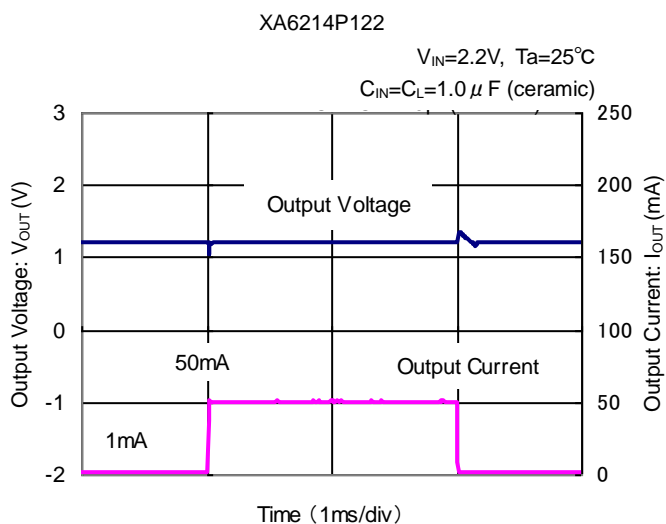 XA6214P122
VIN=2.2V, Ta=25℃
CIN=CL=1.0μF (ceramic)
3
2
1
0
-1
-2
Output Voltage: VOUT (V)
250
200
150
100
50
0
Output Current: IOUT (mA)
Output Voltage
50mA
Output Current
1mA
Time (1ms/div)